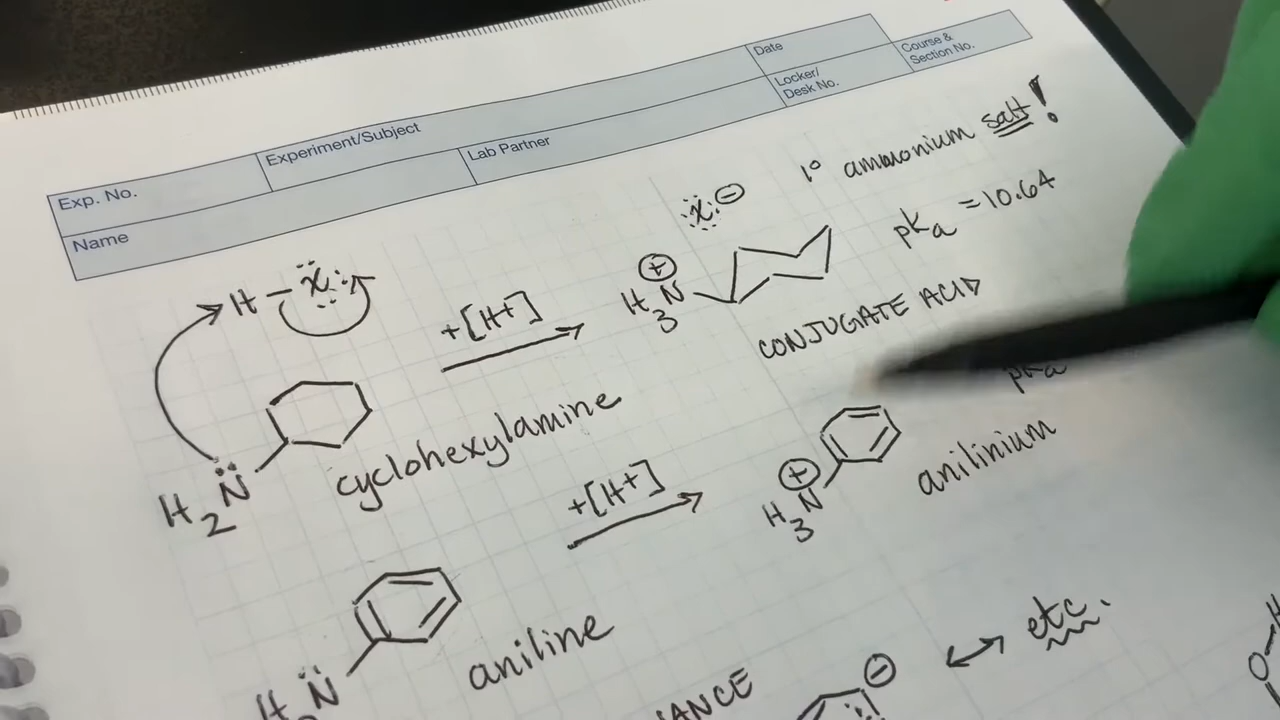 Exp. No.
Experiment/Subject
Date
Name
Lab Partner
Locker/
Desk No.
Course &
Section No.
1° ammonium salt!
pKa = 10.64
H–X:
+[H+]
X: ⊖
⊕
H3N
CONJUGATE ACID
H2N
cyclohexylamine
+[H+]
⊕
H3N
pKa
anilinium
aniline
etc.
⊖
O–H